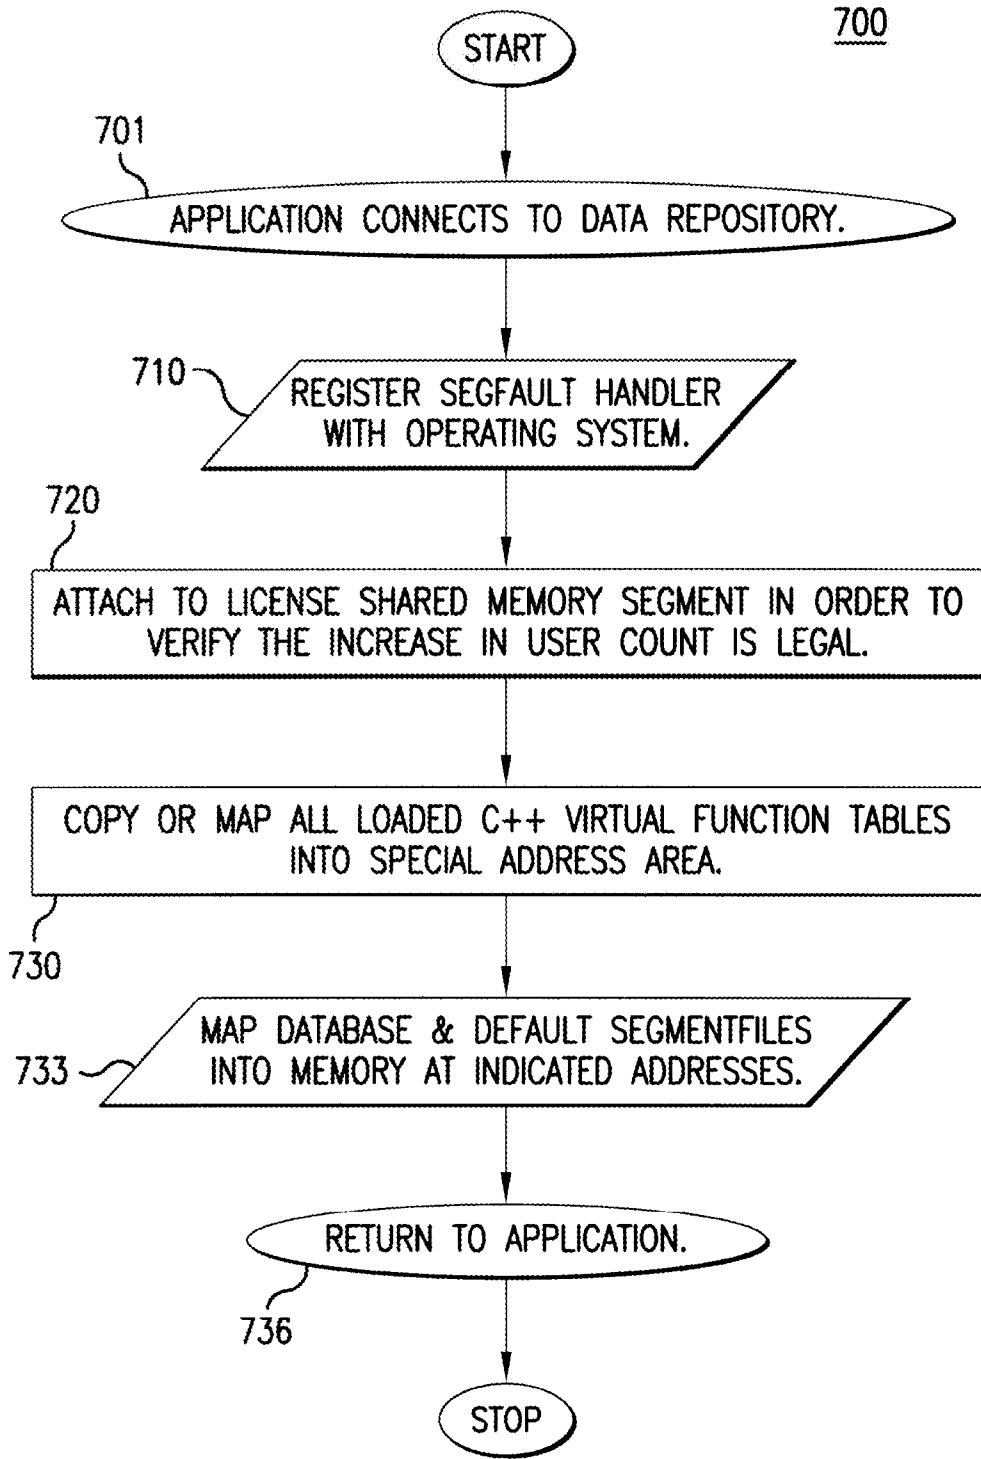 700
START
701
APPLICATION CONNECTS TO DATA REPOSITORY.
710
REGISTER SEGFAULT HANDLER
WITH OPERATING SYSTEM.
720
ATTACH TO LICENSE SHARED MEMORY SEGMENT IN ORDER TO
VERIFY THE INCREASE IN USER COUNT IS LEGAL.
COPY OR MAP ALL LOADED C++ VIRTUAL FUNCTION TABLES
INTO SPECIAL ADDRESS AREA.
730
MAP DATABASE & DEFAULT SEGMENTFILES
INTO MEMORY AT INDICATED ADDRESSES.
733
RETURN TO APPLICATION.
736
STOP